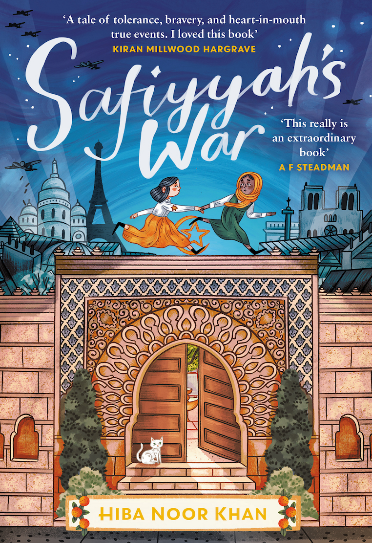 ‘A tale of tolerance, bravery, and heart-in-mouth
true events. I loved this book’
KIRAN MILLWOOD HARGRAVE
Safiyyah's
War
‘This really is
an extraordinary
book’
A F STEADMAN
HIBA NOOR KHAN